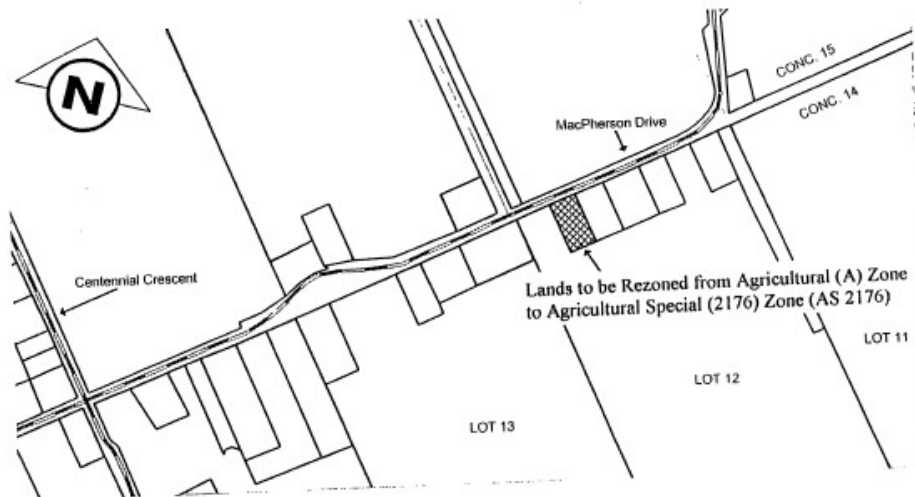 N
CONC. 15
CONC. 14
MacPherson Drive
Centennial Crescent
Lands to be Rezoned from Agricultural (A) Zone
to Agricultural Special (2176) Zone (AS 2176)
LOT 11
LOT 12
LOT 13